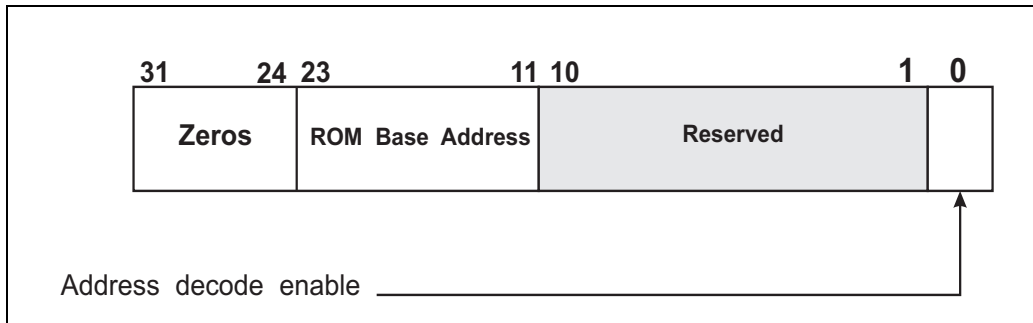 31 24 23 11 10 1 0
Zeros ROM Base Address Reserved
Address decode enable